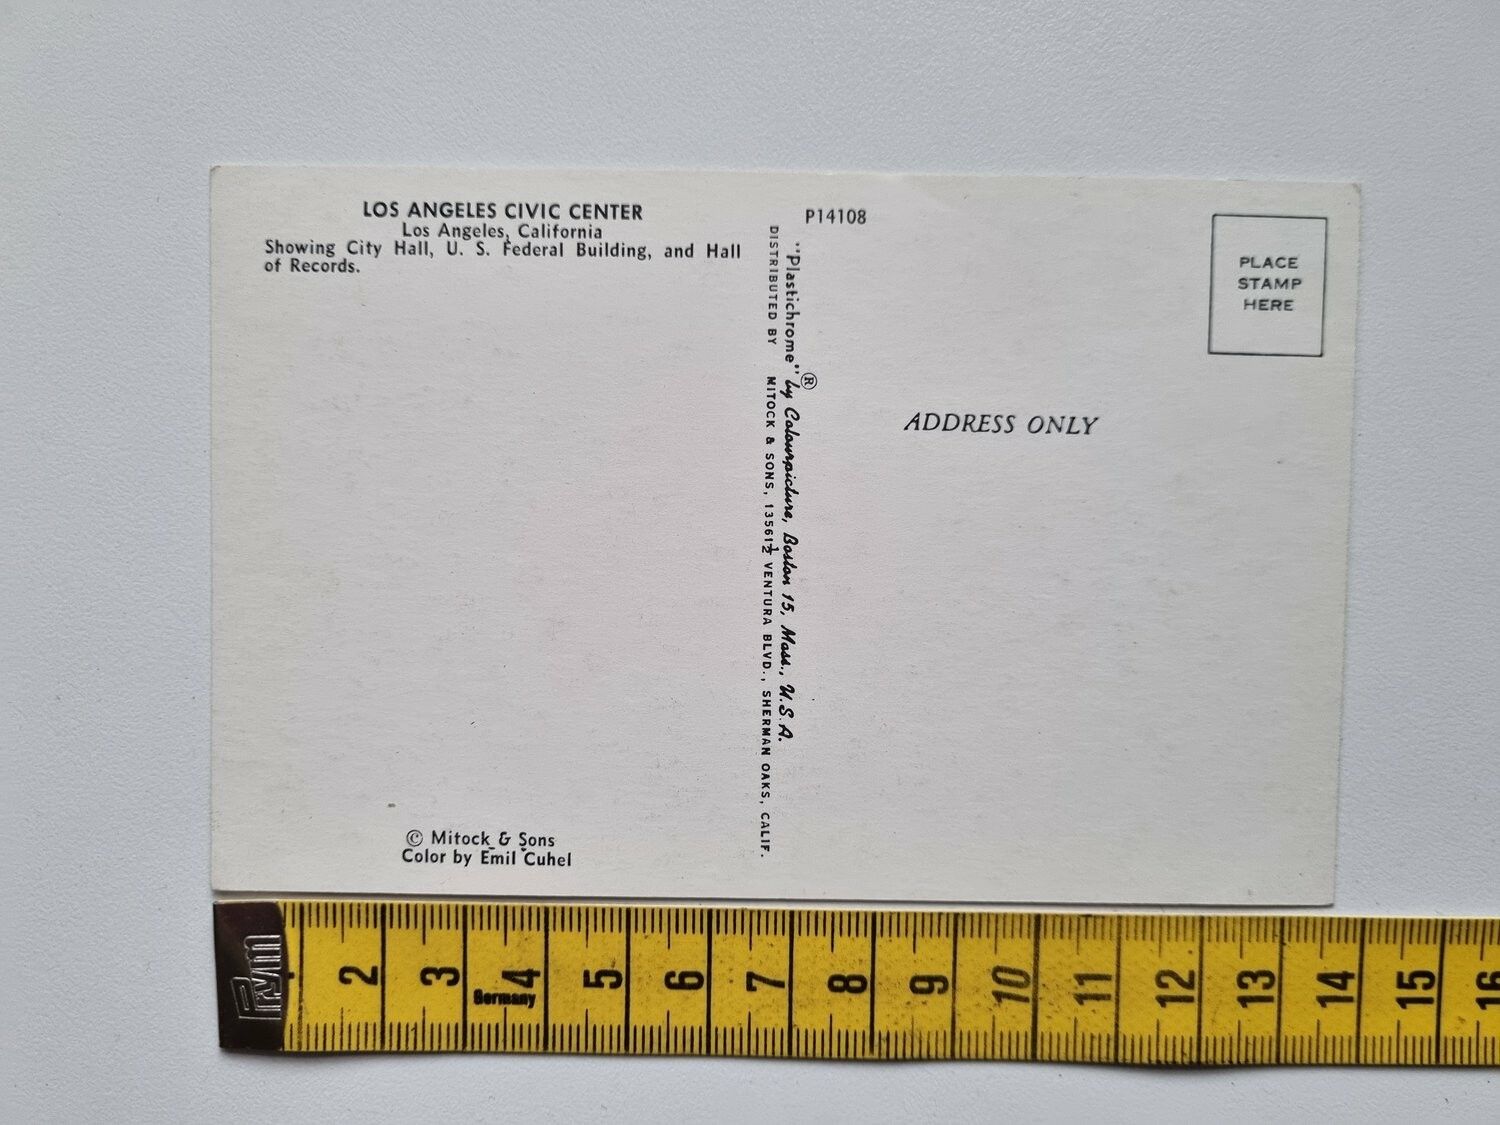 LOS ANGELES CIVIC CENTER
Los Angeles, California
Showing City Hall, U. S. Federal Building, and Hall
of Records.
© Mitock & Sons
Color by Emil Cuhel
"Plastichrome"® by Colourpicture, Boston 15, Mass., U.S.A.
DISTRIBUTED BY MITOCK & SONS, 13561½ VENTURA BLVD., SHERMAN OAKS, CALIF.
P14108
PLACE
STAMP
HERE
ADDRESS ONLY
Prym
2 3 4 5 6 7 8 9 10 11 12 13 14 15 16
Germany